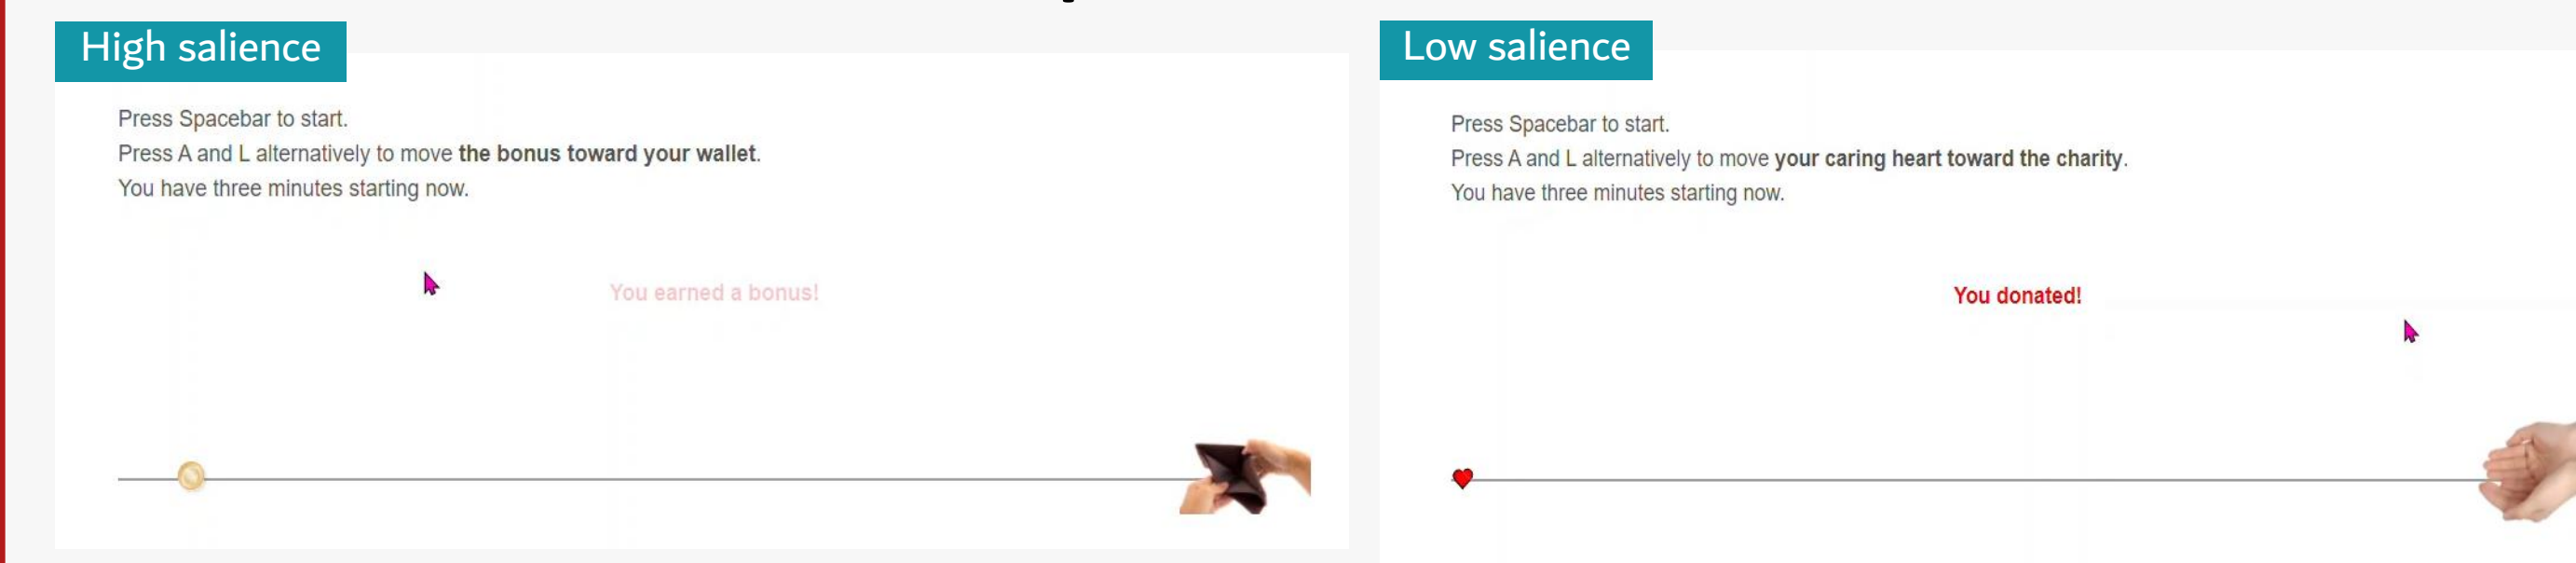 High salience
Press Spacebar to start.
Press A and L alternatively to move the bonus toward your wallet.
You have three minutes starting now.
You earned a bonus!
Low salience
Press Spacebar to start.
Press A and L alternatively to move your caring heart toward the charity.
You have three minutes starting now.
You donated!